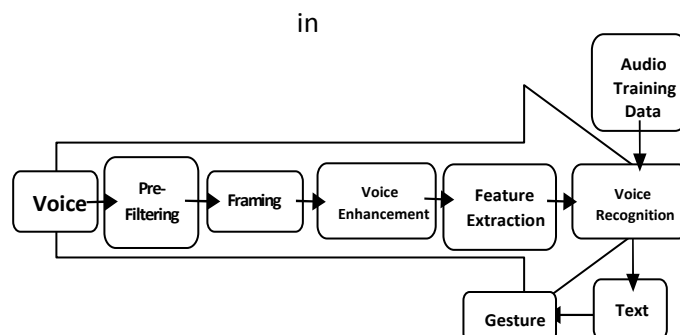 in
Audio
Training
Data
Voice
Pre-
Filtering
Framing
Voice
Enhancement
Feature
Extraction
Voice
Recognition
Gesture
Text